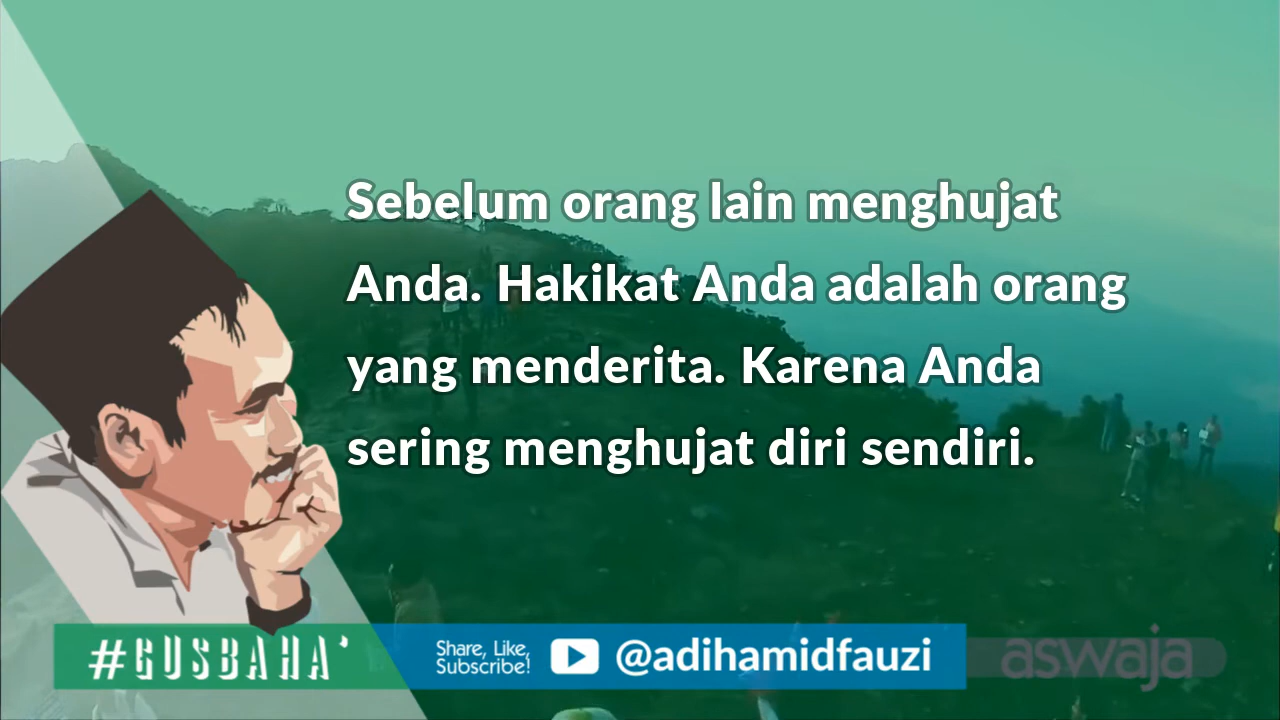 Sebelum orang lain menghujat
Anda. Hakikat Anda adalah orang
yang menderita. Karena Anda
sering menghujat diri sendiri.
#GUSBAHA'
Share, Like,
Subscribe!
@adihamidfauzi
aswaja